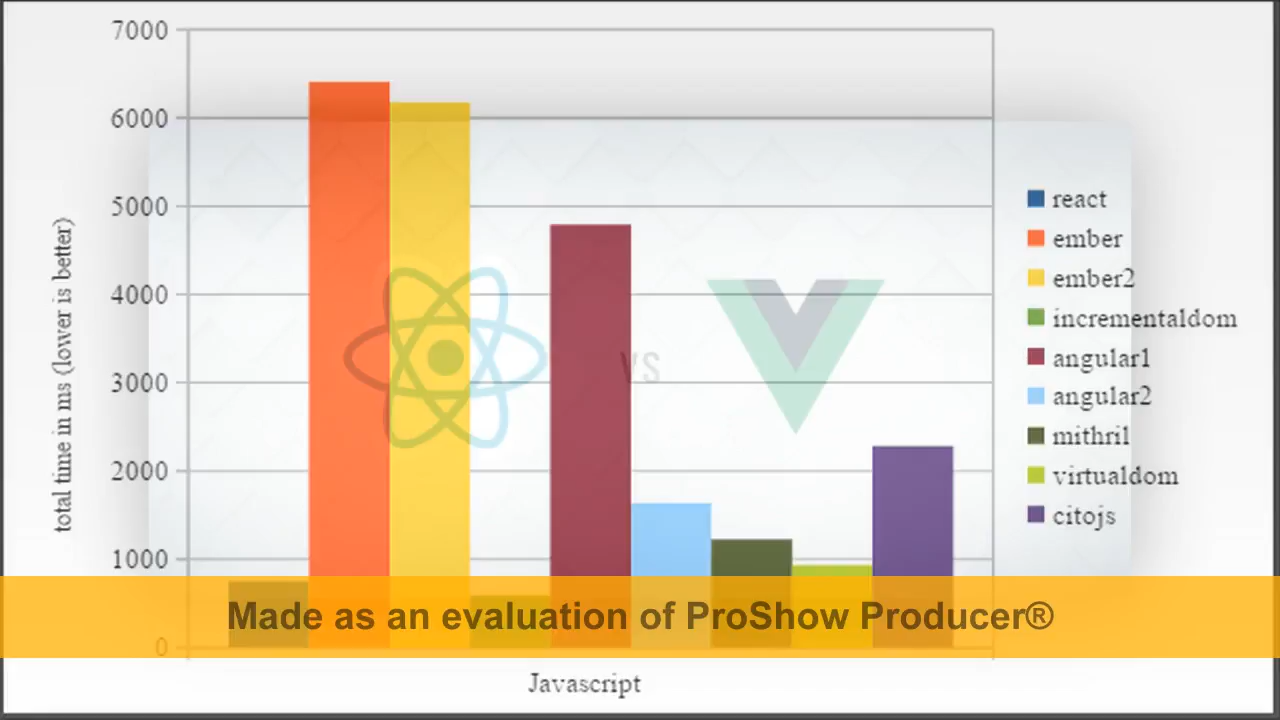 7000
6000
5000
4000
3000
2000
1000
0
total time in ms (lower is better)
VS
react
ember
ember2
incrementaldom
angular1
angular2
mithril
virtualdom
citojs
Made as an evaluation of ProShow Producer®
Javascript